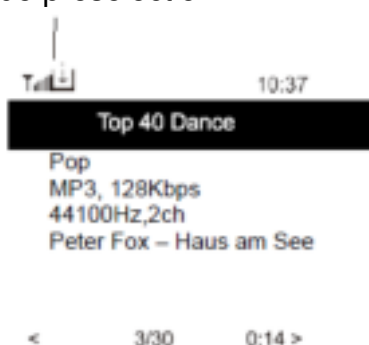 10:37
Top 40 Dance
Pop
MP3, 128Kbps
44100Hz,2ch
Peter Fox – Haus am See
< 3/30 0:14 >